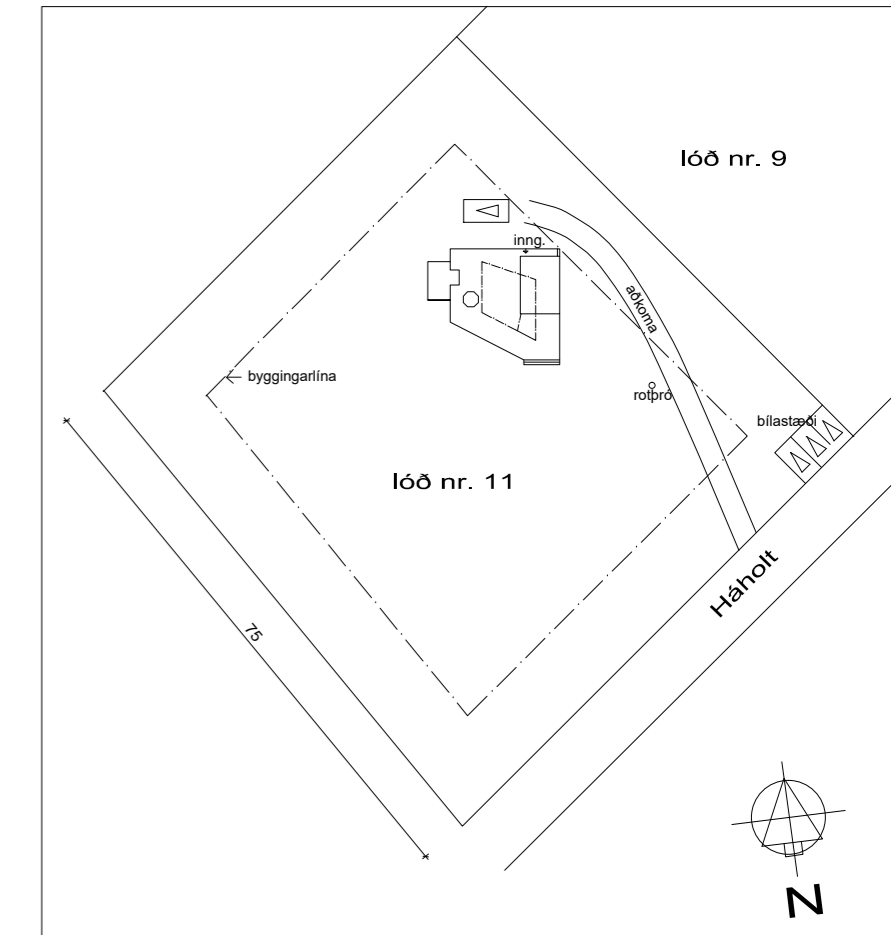 lóð nr. 9
inng.
aðkoma
byggingarlína
rotþró
bílastæði
lóð nr. 11
Háholt
75
N